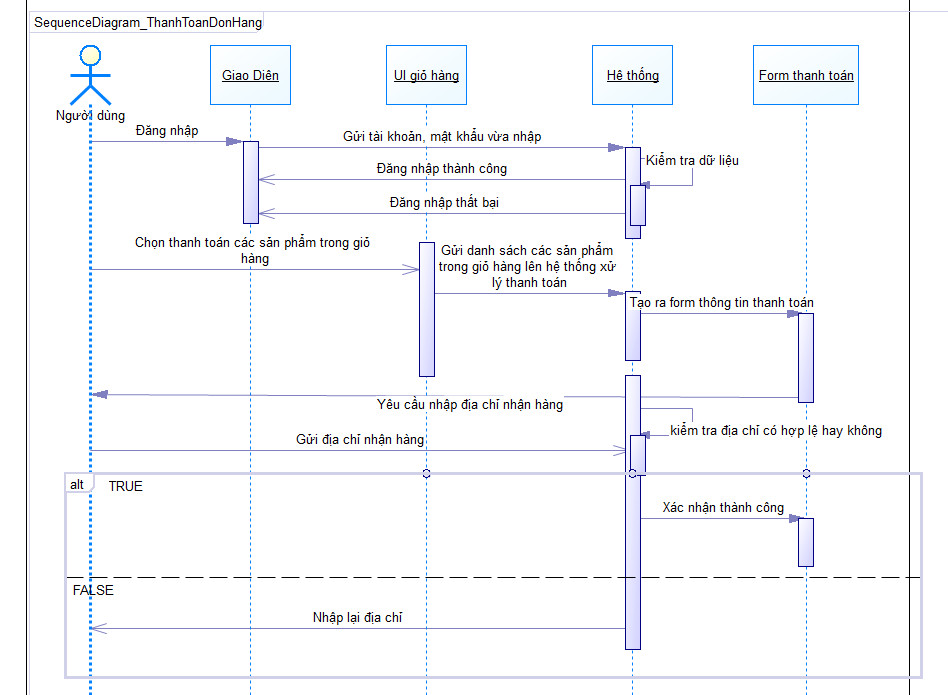 SequenceDiagram_ThanhToanDonHang
Giao Diên
UI giỏ hàng
Hê thống
Form thanh toán
Người dùng
Đăng nhập
Gửi tài khoản, mật khẩu vừa nhập
Kiểm tra dữ liệu
Đăng nhập thành công
Đăng nhập thất bại
Chọn thanh toán các sản phẩm trong giỏ
hàng
Gửi danh sách các sản phẩm
trong giỏ hàng lên hệ thống xử
lý thanh toán
Tạo ra form thông tin thanh toán
Yêu cầu nhập địa chỉ nhận hàng
kiểm tra địa chỉ có hợp lệ hay không
Gửi địa chỉ nhận hàng
alt
TRUE
Xác nhận thành công
FALSE
Nhập lại địa chỉ